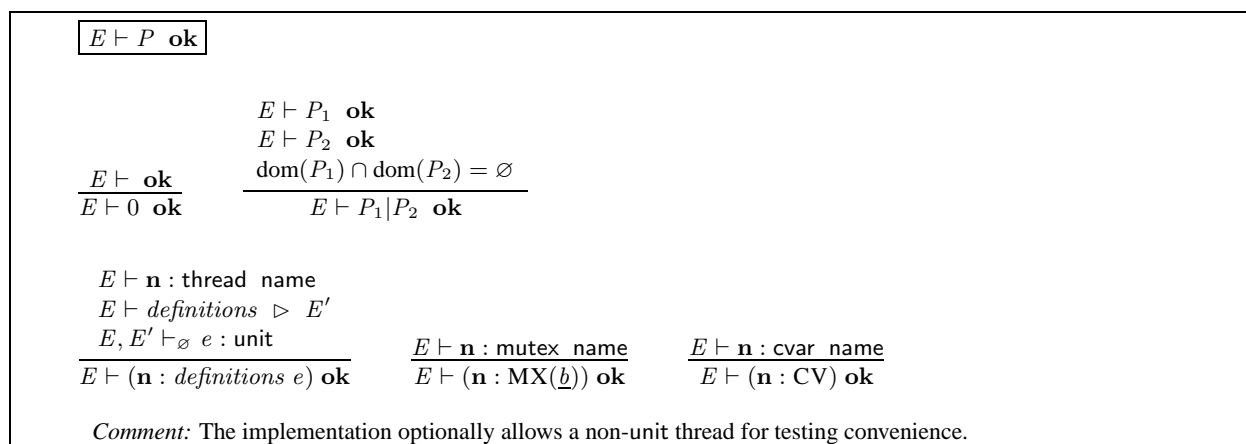 E ⊢ P ok
E ⊢ P₁ ok
E ⊢ P₂ ok
E ⊢ ok dom(P₁) ∩ dom(P₂) = ∅
E ⊢ 0 ok E ⊢ P₁|P₂ ok
E ⊢ n : thread name
E ⊢ definitions ▷ E′
E, E′ ⊢∅ e : unit E ⊢ n : mutex name E ⊢ n : cvar name
E ⊢ (n : definitions e) ok E ⊢ (n : MX(b)) ok E ⊢ (n : CV) ok
Comment: The implementation optionally allows a non-unit thread for testing convenience.